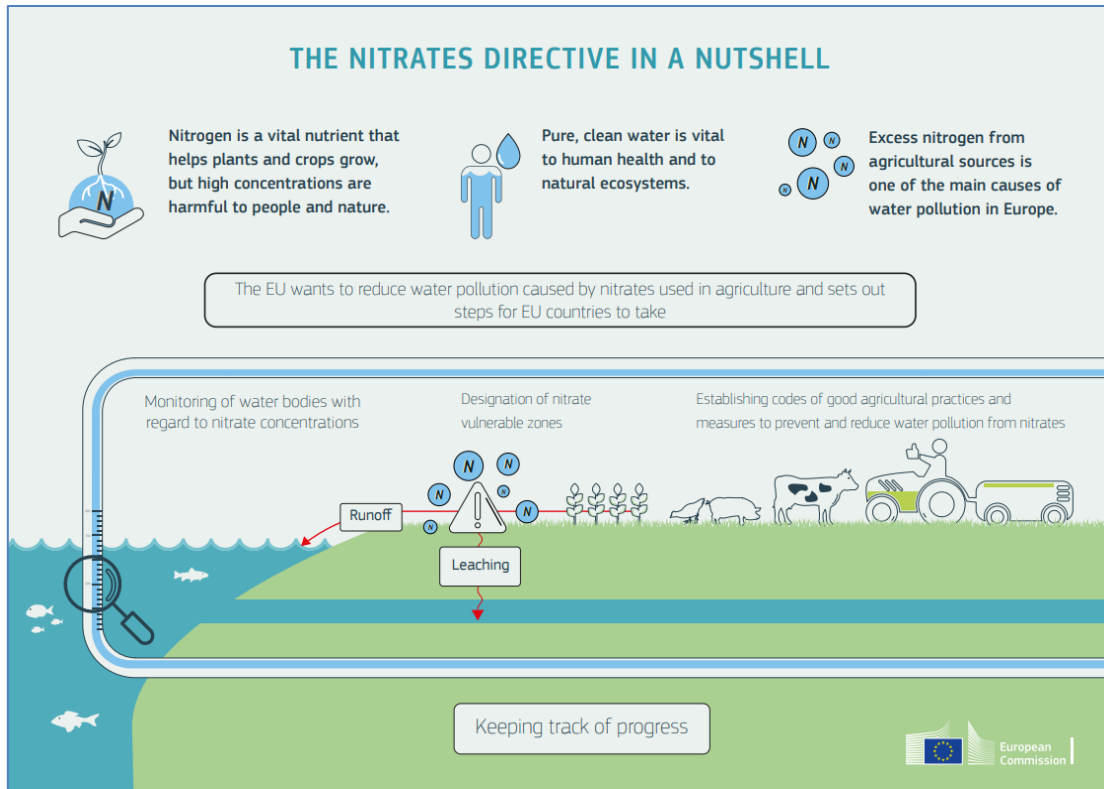 THE NITRATES DIRECTIVE IN A NUTSHELL
Nitrogen is a vital nutrient that
helps plants and crops grow,
but high concentrations are
harmful to people and nature.
N
Pure, clean water is vital
to human health and to
natural ecosystems.
N
N
N
N
N
Excess nitrogen from
agricultural sources is
one of the main causes of
water pollution in Europe.
The EU wants to reduce water pollution caused by nitrates used in agriculture and sets out
steps for EU countries to take
Monitoring of water bodies with
regard to nitrate concentrations
Designation of nitrate
vulnerable zones
Establishing codes of good agricultural practices and
measures to prevent and reduce water pollution from nitrates
N
N
N
N
N
N
Runoff
Leaching
Keeping track of progress
European
Commission